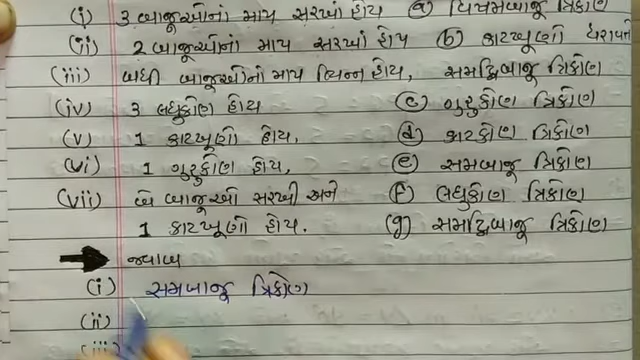 (i) 3 બાજુઓનાં માપ સરખાં હોય (a) વિષમબાજુ ત્રિકોણ
(ii) 2 બાજુઓનાં માપ સરખાં હોય (b) કાટખૂણો ધરાવતો
(iii) બધી બાજુઓનાં માપ ભિન્ન હોય, સમદ્વિબાજુ ત્રિકોણ
(iv) 3 લઘુકોણ હોય (c) ગુરુકોણ ત્રિકોણ
(v) 1 કાટખૂણો હોય. (d) કાટકોણ ત્રિકોણ
(vi) 1 ગુરુકોણ હોય, (e) સમબાજુ ત્રિકોણ
(vii) બે બાજુઓ સરખી અને (f) લઘુકોણ ત્રિકોણ
1 કાટખૂણો હોય. (g) સમદ્વિબાજુ ત્રિકોણ
જવાબ
(i) સમબાજુ ત્રિકોણ
(ii)
(iii)